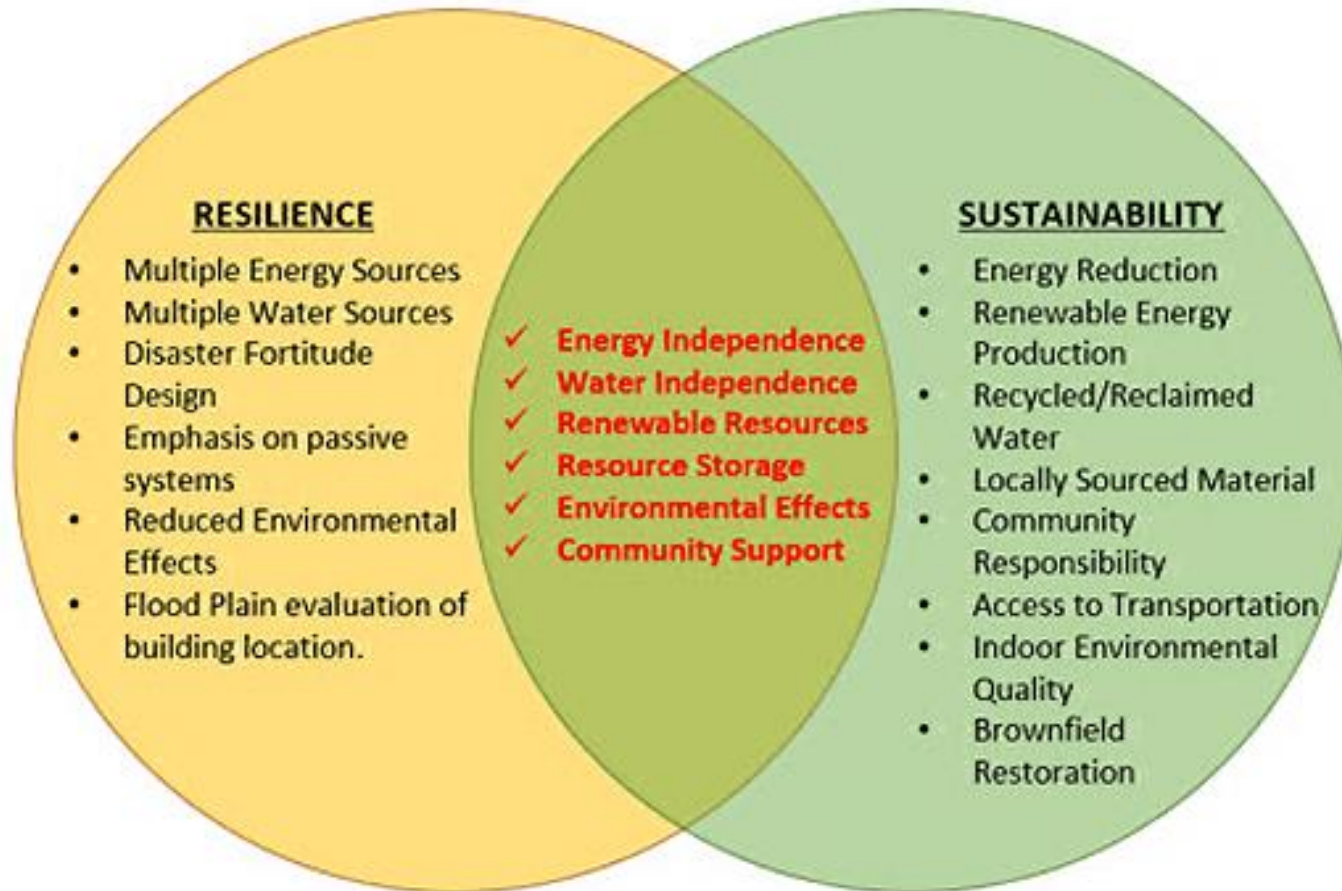 RESILIENCE
• Multiple Energy Sources
• Multiple Water Sources
• Disaster Fortitude
Design
• Emphasis on passive
systems
• Reduced Environmental
Effects
• Flood Plain evaluation of
building location.
✓ Energy Independence
✓ Water Independence
✓ Renewable Resources
✓ Resource Storage
✓ Environmental Effects
✓ Community Support
SUSTAINABILITY
• Energy Reduction
• Renewable Energy
Production
• Recycled/Reclaimed
Water
• Locally Sourced Material
• Community
Responsibility
• Access to Transportation
• Indoor Environmental
Quality
• Brownfield
Restoration